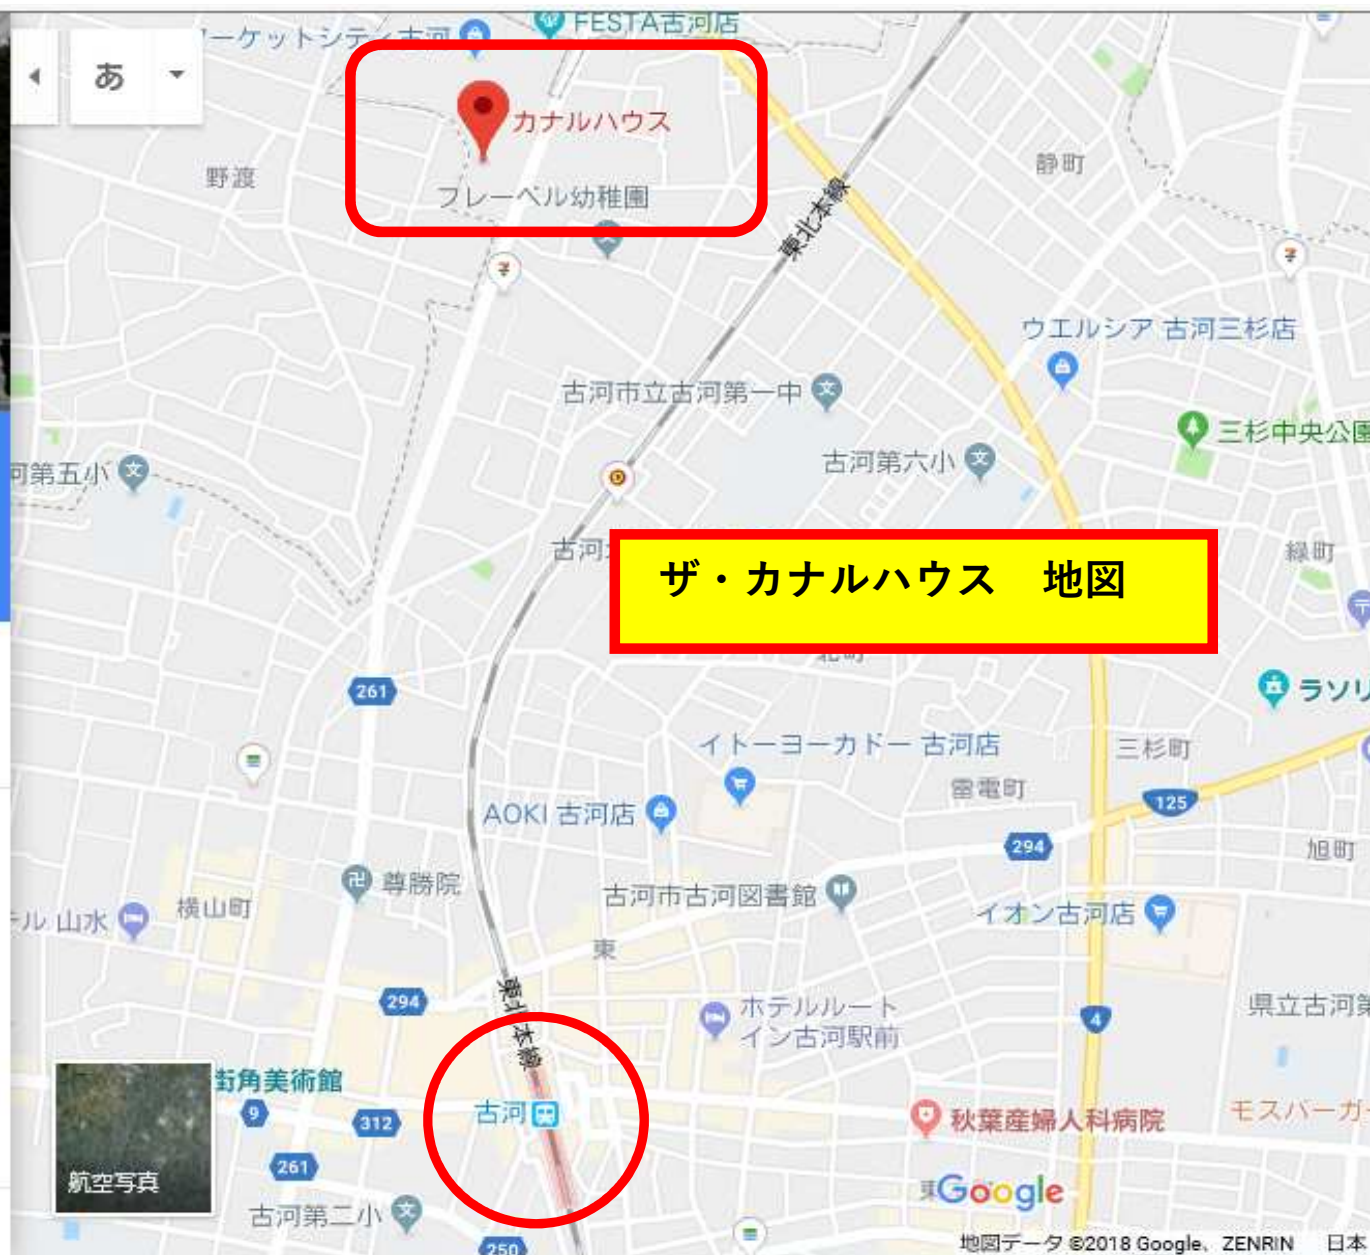 ーケットシティ古河
FESTA古河店
あ
カナルハウス
野渡
フレーベル幼稚園
静町
東北本線
ウエルシア 古河三杉店
古河市立古河第一中
三杉中央公園
河第五小
古河第六小
古河
ザ・カナルハウス 地図
緑町
261
ラソリ
イトーヨーカドー 古河店
三杉町
雷電町
125
AOKI 古河店
294
旭町
尊勝院
古河市古河図書館
横山町
イオン古河店
テル 山水
東
294
東北本線
ホテルルート
イン古河駅前
県立古河第
4
街角美術館
9
古河
312
秋葉産婦人科病院
モスバーガ
261
航空写真
Google
古河第二小
250
地図データ ©2018 Google、ZENRIN 日本